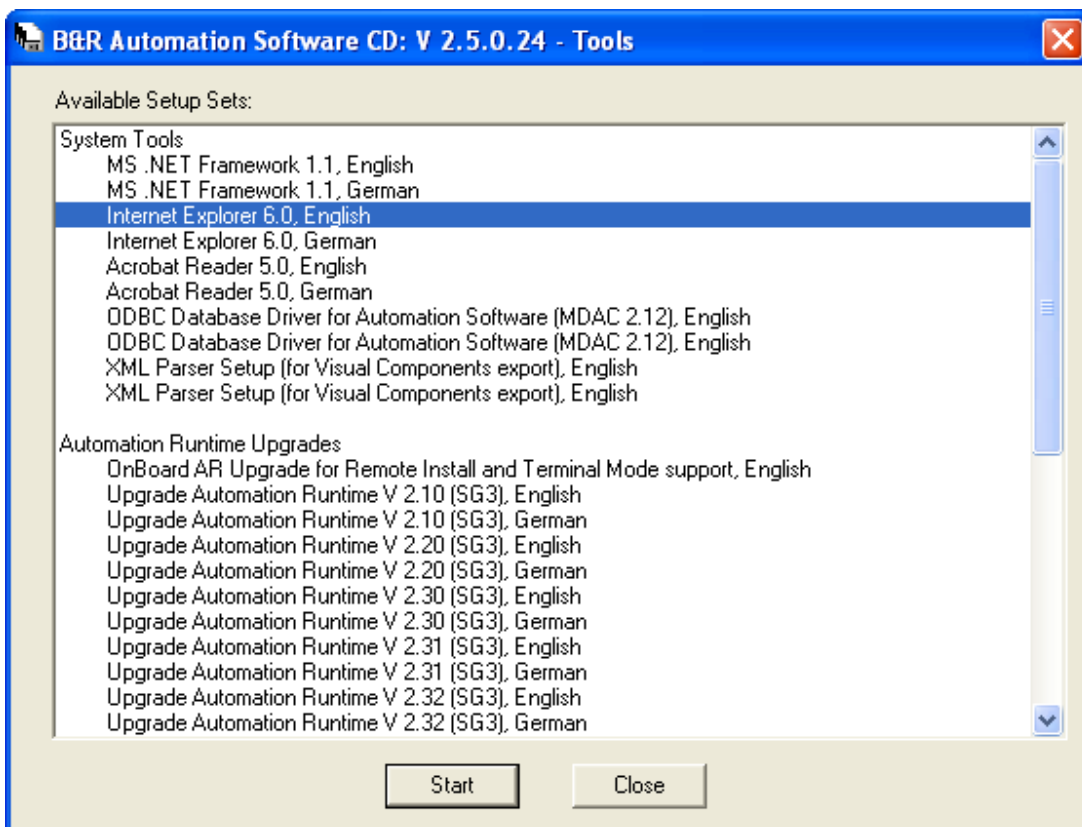 B&R Automation Software CD: V 2.5.0.24 - Tools
Available Setup Sets:
System Tools
MS .NET Framework 1.1, English
MS .NET Framework 1.1, German
Internet Explorer 6.0, English
Internet Explorer 6.0, German
Acrobat Reader 5.0, English
Acrobat Reader 5.0, German
ODBC Database Driver for Automation Software (MDAC 2.12), English
ODBC Database Driver for Automation Software (MDAC 2.12), English
XML Parser Setup (for Visual Components export), English
XML Parser Setup (for Visual Components export), English
Automation Runtime Upgrades
OnBoard AR Upgrade for Remote Install and Terminal Mode support, English
Upgrade Automation Runtime V 2.10 (SG3), English
Upgrade Automation Runtime V 2.10 (SG3), German
Upgrade Automation Runtime V 2.20 (SG3), English
Upgrade Automation Runtime V 2.20 (SG3), German
Upgrade Automation Runtime V 2.30 (SG3), English
Upgrade Automation Runtime V 2.30 (SG3), German
Upgrade Automation Runtime V 2.31 (SG3), English
Upgrade Automation Runtime V 2.31 (SG3), German
Upgrade Automation Runtime V 2.32 (SG3), English
Upgrade Automation Runtime V 2.32 (SG3), German
Start Close